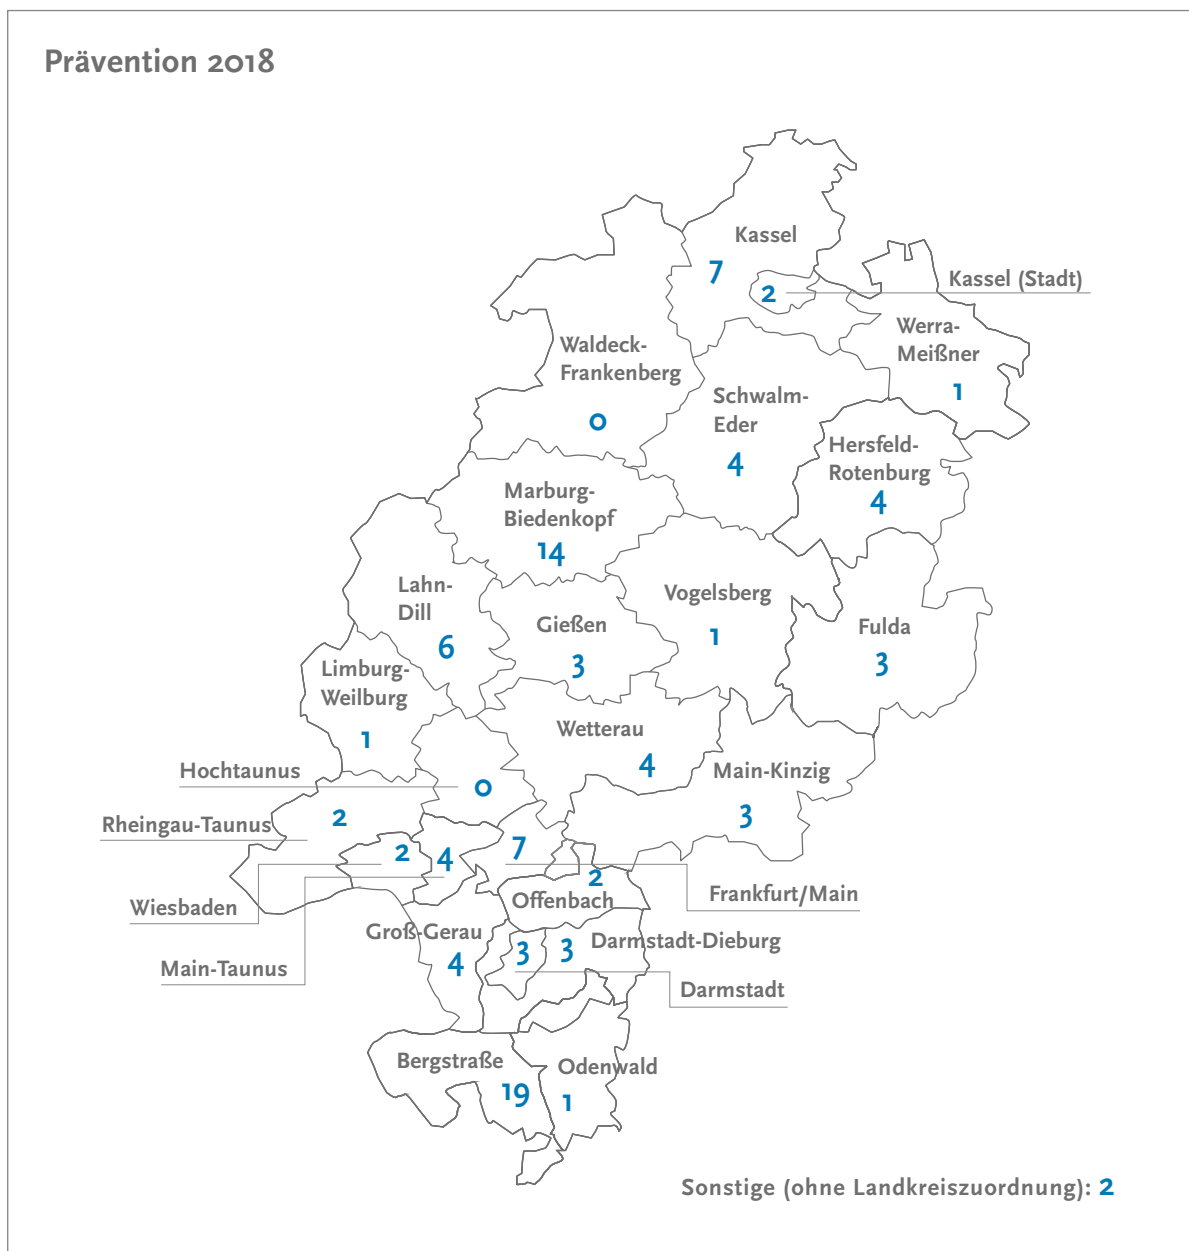 Prävention 2018
Kassel
7
Kassel (Stadt)
2
Werra-
Meißner
1
Waldeck-
Frankenberg
0
Schwalm-
Eder
4
Hersfeld-
Rotenburg
4
Marburg-
Biedenkopf
14
Lahn-
Dill
6
Gießen
3
Vogelsberg
1
Fulda
3
Limburg-
Weilburg
1
Wetterau
4
Main-Kinzig
3
Hochtaunus
0
Rheingau-Taunus
2
Wiesbaden
2
Main-Taunus
4
Frankfurt/Main
7
Offenbach
2
Groß-Gerau
4
Darmstadt-Dieburg
3
Darmstadt
3
Bergstraße
19
Odenwald
1
Sonstige (ohne Landkreiszuordnung): 2